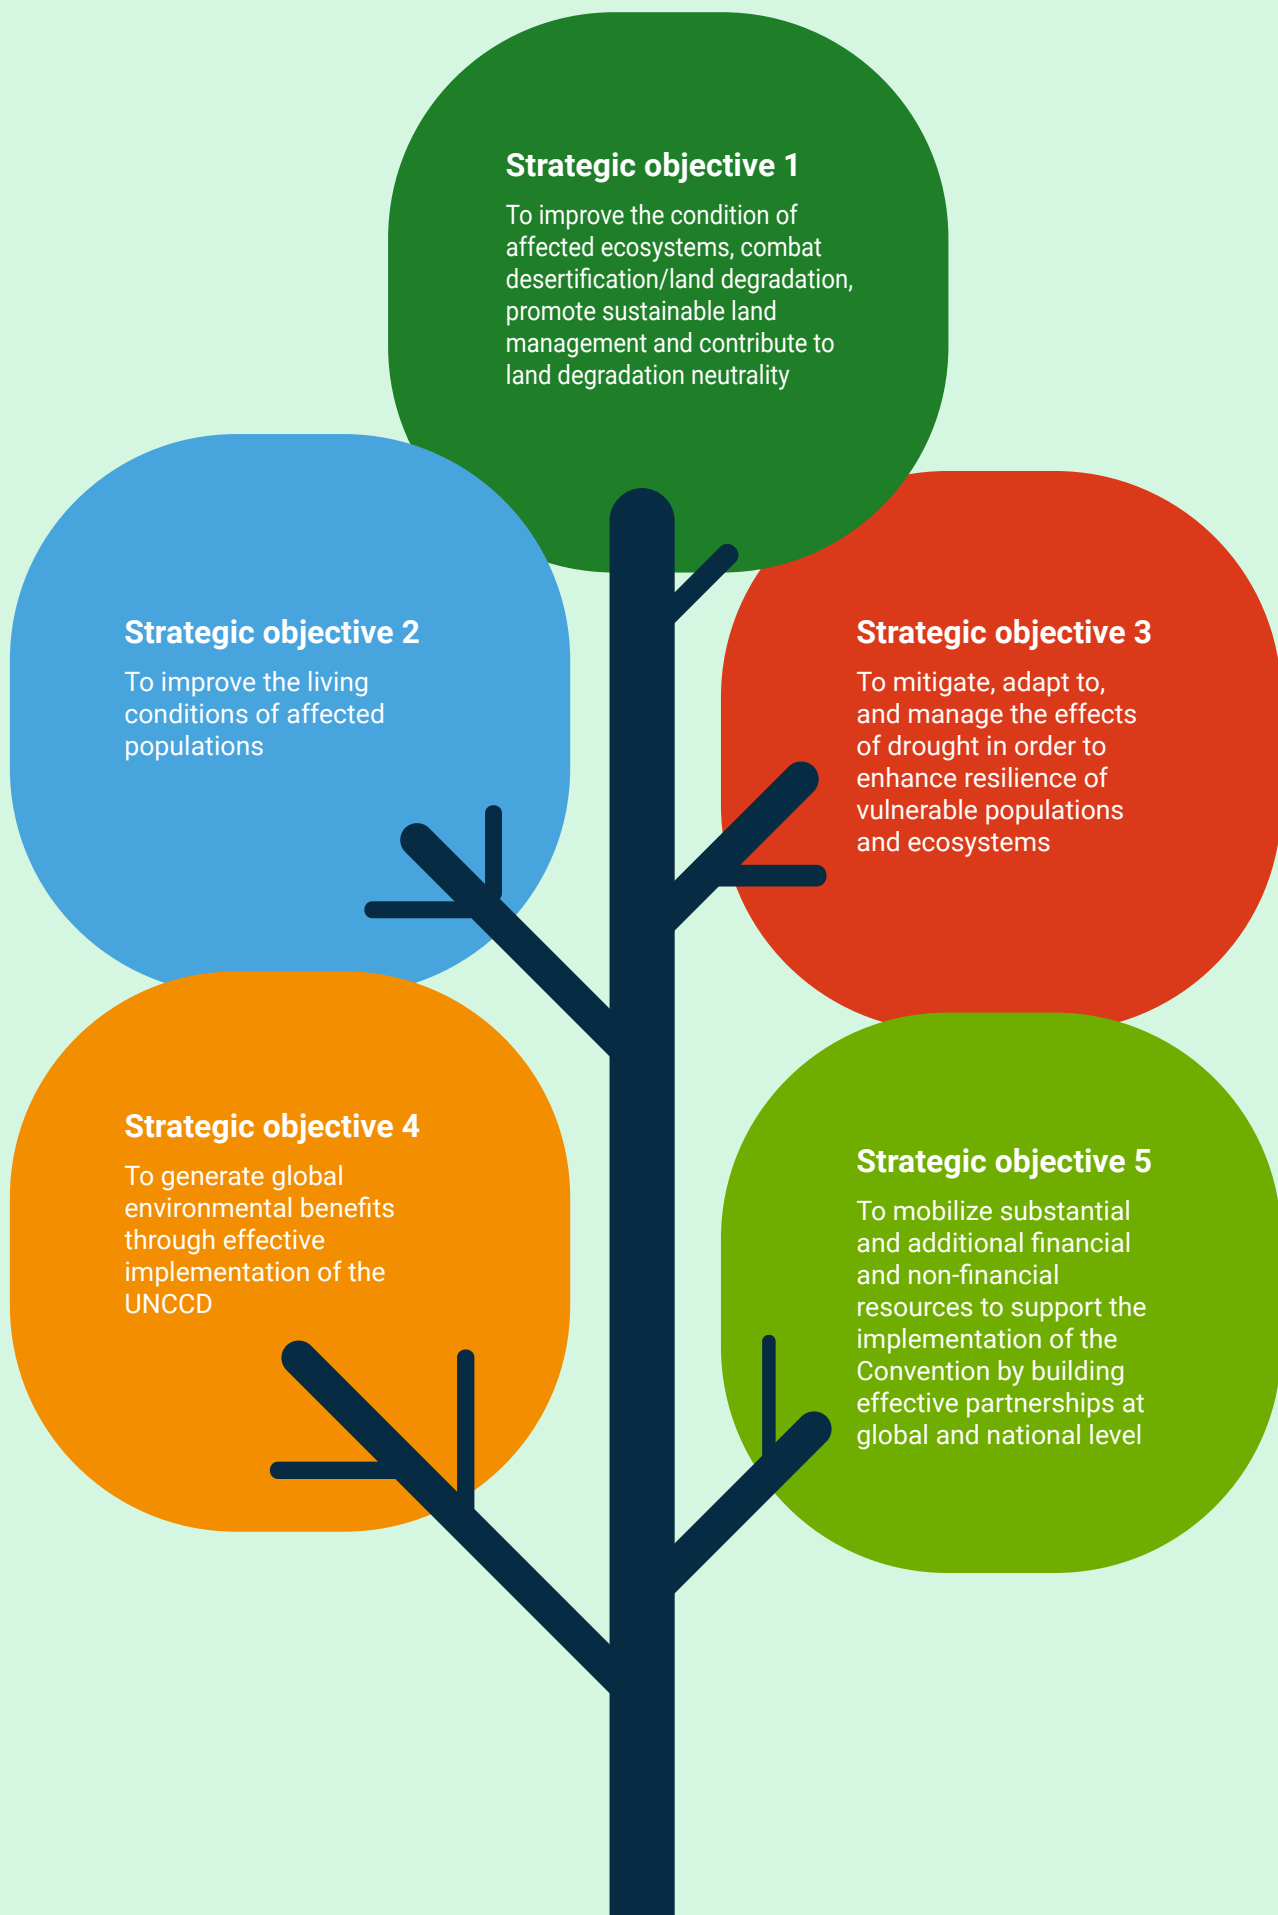 Strategic objective 1
To improve the condition of
affected ecosystems, combat
desertification/land degradation,
promote sustainable land
management and contribute to
land degradation neutrality
Strategic objective 2
To improve the living
conditions of affected
populations
Strategic objective 3
To mitigate, adapt to,
and manage the effects
of drought in order to
enhance resilience of
vulnerable populations
and ecosystems
Strategic objective 4
To generate global
environmental benefits
through effective
implementation of the
UNCCD
Strategic objective 5
To mobilize substantial
and additional financial
and non-financial
resources to support the
implementation of the
Convention by building
effective partnerships at
global and national level